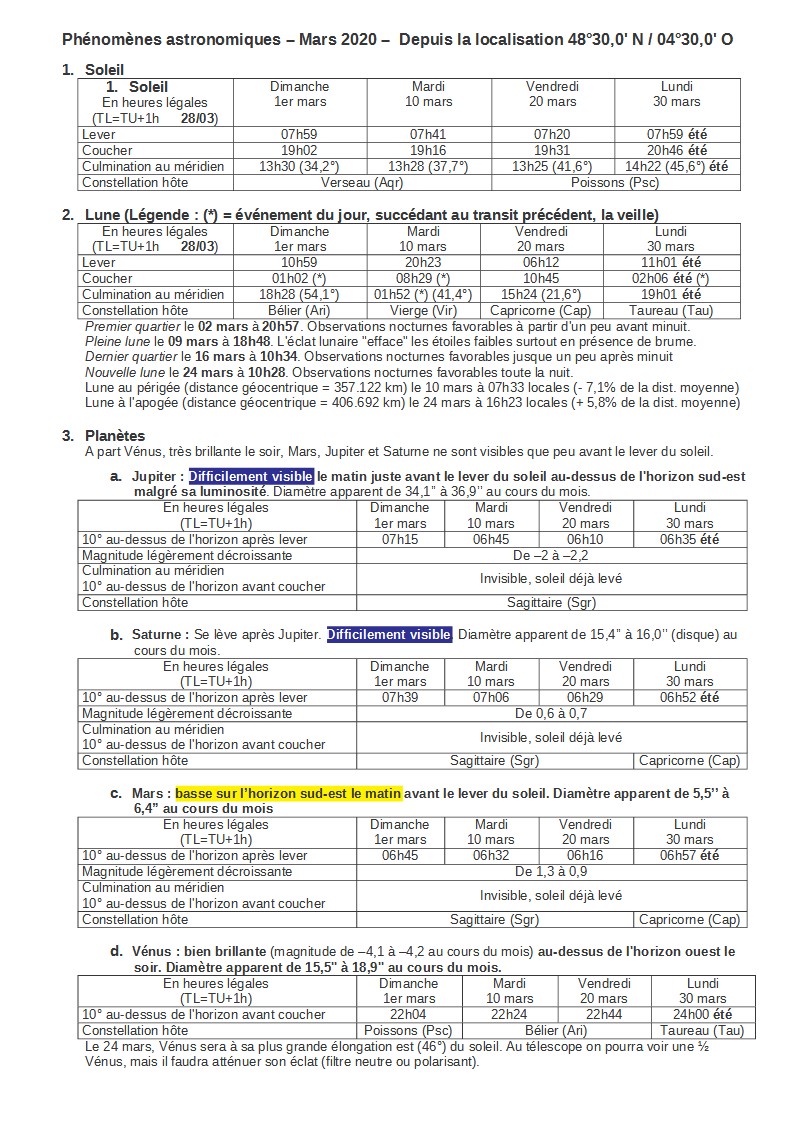 Phénomènes astronomiques – Mars 2020 – Depuis la localisation 48°30,0' N / 04°30,0' O
1. Soleil
1. Soleil
En heures légales
(TL=TU+1h 28/03)
Dimanche
1er mars
Mardi
10 mars
Vendredi
20 mars
Lundi
30 mars
Lever 07h59 07h41 07h20 07h59 été
Coucher 19h02 19h16 19h31 20h46 été
Culmination au méridien 13h30 (34,2°) 13h28 (37,7°) 13h25 (41,6°) 14h22 (45,6°) été
Constellation hôte Verseau (Aqr) Poissons (Psc)
2. Lune (Légende : (*) = événement du jour, succédant au transit précédent, la veille)
En heures légales
(TL=TU+1h 28/03)
Dimanche
1er mars
Mardi
10 mars
Vendredi
20 mars
Lundi
30 mars
Lever 10h59 20h23 06h12 11h01 été
Coucher 01h02 (*) 08h29 (*) 10h45 02h06 été (*)
Culmination au méridien 18h28 (54,1°) 01h52 (*) (41,4°) 15h24 (21,6°) 19h01 été
Constellation hôte Bélier (Ari) Vierge (Vir) Capricorne (Cap) Taureau (Tau)
Premier quartier le 02 mars à 20h57. Observations nocturnes favorables à partir d'un peu avant minuit.
Pleine lune le 09 mars à 18h48. L'éclat lunaire "efface" les étoiles faibles surtout en présence de brume.
Dernier quartier le 16 mars à 10h34. Observations nocturnes favorables jusque un peu après minuit
Nouvelle lune le 24 mars à 10h28. Observations nocturnes favorables toute la nuit.
Lune au périgée (distance géocentrique = 357.122 km) le 10 mars à 07h33 locales (- 7,1% de la dist. moyenne)
Lune à l'apogée (distance géocentrique = 406.692 km) le 24 mars à 16h23 locales (+ 5,8% de la dist. moyenne)
3. Planètes
A part Vénus, très brillante le soir, Mars, Jupiter et Saturne ne sont visibles que peu avant le lever du soleil.
a. Jupiter : Difficilement visible le matin juste avant le lever du soleil au-dessus de l'horizon sud-est
malgré sa luminosité. Diamètre apparent de 34,1" à 36,9'' au cours du mois.
En heures légales
(TL=TU+1h)
Dimanche
1er mars
Mardi
10 mars
Vendredi
20 mars
Lundi
30 mars
10° au-dessus de l'horizon après lever 07h15 06h45 06h10 06h35 été
Magnitude légèrement décroissante De –2 à –2,2
Culmination au méridien
10° au-dessus de l'horizon avant coucher
Invisible, soleil déjà levé
Constellation hôte Sagittaire (Sgr)
b. Saturne : Se lève après Jupiter. Difficilement visible. Diamètre apparent de 15,4" à 16,0'' (disque) au
cours du mois.
En heures légales
(TL=TU+1h)
Dimanche
1er mars
Mardi
10 mars
Vendredi
20 mars
Lundi
30 mars
10° au-dessus de l'horizon après lever 07h39 07h06 06h29 06h52 été
Magnitude légèrement décroissante De 0,6 à 0,7
Culmination au méridien
10° au-dessus de l'horizon avant coucher
Invisible, soleil déjà levé
Constellation hôte Sagittaire (Sgr) Capricorne (Cap)
c. Mars : basse sur l'horizon sud-est le matin avant le lever du soleil. Diamètre apparent de 5,5'' à
6,4" au cours du mois
En heures légales
(TL=TU+1h)
Dimanche
1er mars
Mardi
10 mars
Vendredi
20 mars
Lundi
30 mars
10° au-dessus de l'horizon après lever 06h45 06h32 06h16 06h57 été
Magnitude légèrement décroissante De 1,3 à 0,9
Culmination au méridien
10° au-dessus de l'horizon avant coucher
Invisible, soleil déjà levé
Constellation hôte Sagittaire (Sgr) Capricorne (Cap)
d. Vénus : bien brillante (magnitude de –4,1 à –4,2 au cours du mois) au-dessus de l'horizon ouest le
soir. Diamètre apparent de 15,5" à 18,9" au cours du mois.
En heures légales
(TL=TU+1h)
Dimanche
1er mars
Mardi
10 mars
Vendredi
20 mars
Lundi
30 mars
10° au-dessus de l'horizon avant coucher 22h04 22h24 22h44 24h00 été
Constellation hôte Poissons (Psc) Bélier (Ari) Taureau (Tau)
Le 24 mars, Vénus sera à sa plus grande élongation est (46°) du soleil. Au télescope on pourra voir une ½
Vénus, mais il faudra atténuer son éclat (filtre neutre ou polarisant).